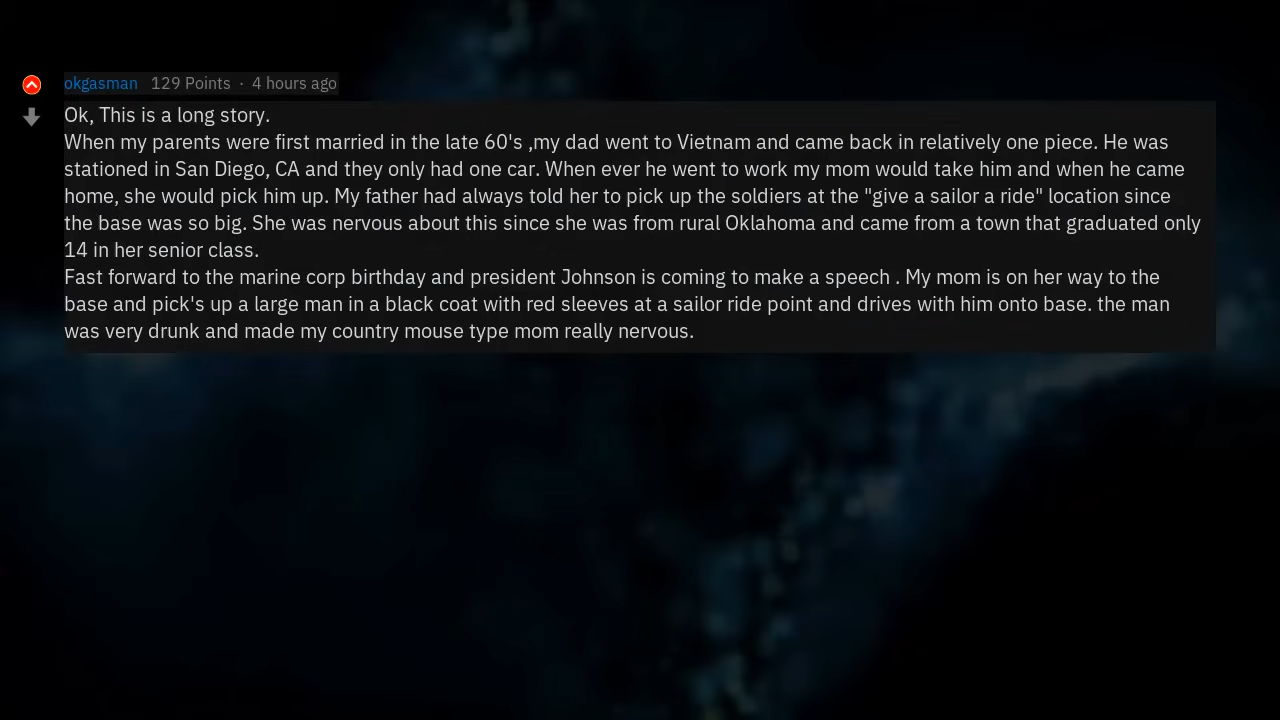 okgasman 129 Points · 4 hours ago
Ok, This is a long story.
When my parents were first married in the late 60's ,my dad went to Vietnam and came back in relatively one piece. He was
stationed in San Diego, CA and they only had one car. When ever he went to work my mom would take him and when he came
home, she would pick him up. My father had always told her to pick up the soldiers at the "give a sailor a ride" location since
the base was so big. She was nervous about this since she was from rural Oklahoma and came from a town that graduated only
14 in her senior class.
Fast forward to the marine corp birthday and president Johnson is coming to make a speech . My mom is on her way to the
base and pick's up a large man in a black coat with red sleeves at a sailor ride point and drives with him onto base. the man
was very drunk and made my country mouse type mom really nervous.